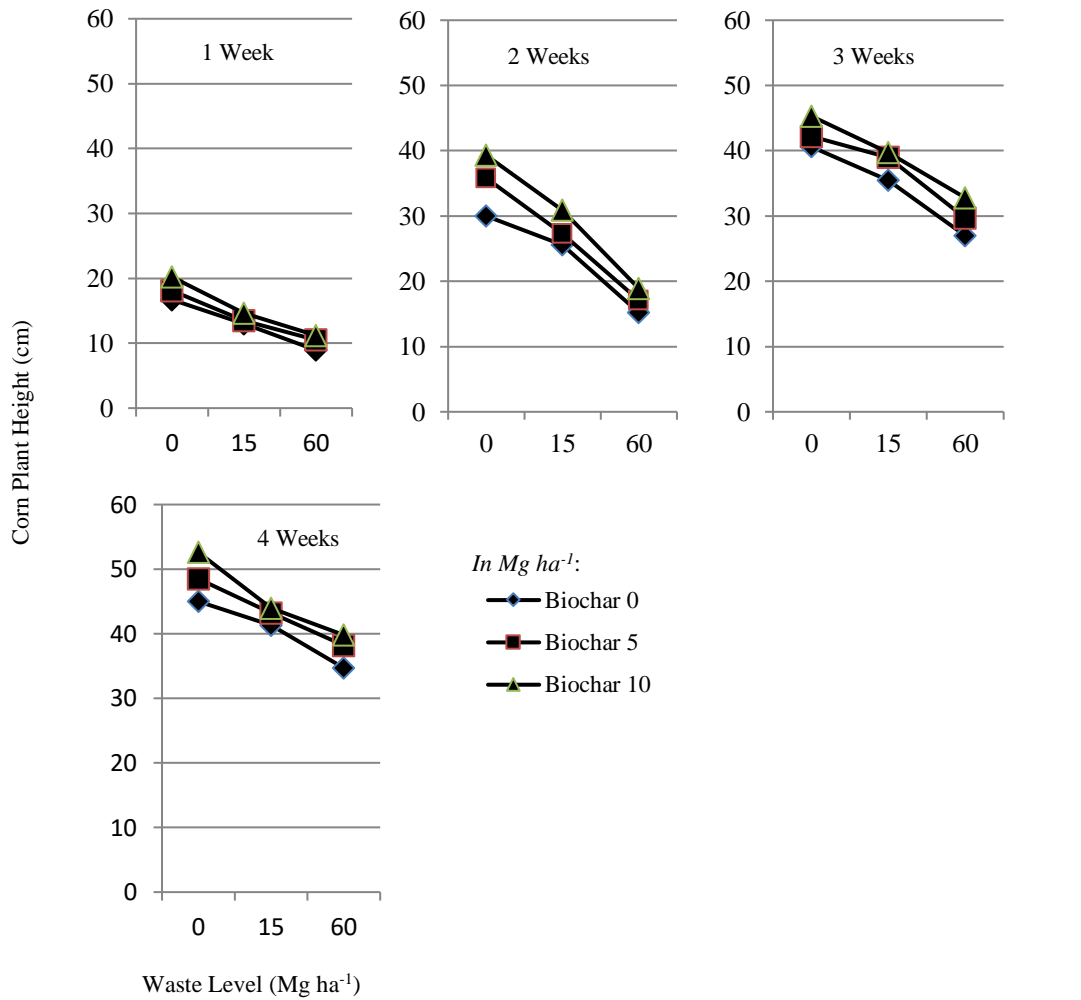 Corn Plant Height (cm)
1 Week
60
50
40
30
20
10
0
0 15 60
2 Weeks
60
50
40
30
20
10
0
0 15 60
3 Weeks
60
50
40
30
20
10
0
0 15 60
4 Weeks
60
50
40
30
20
10
0
0 15 60
In Mg ha⁻¹:
Biochar 0
Biochar 5
Biochar 10
Waste Level (Mg ha⁻¹)